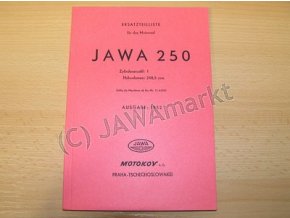 ERSATZTEILLISTE
für das Motorrad
JAWA 250
Zylinderanzahl: 1
Hubvolumen: 248,5 ccm
AUSGABE:
JAWA
MOTOKOV
PRAHA-TSCHECHOSLOWAKEI
(C) JAWAmarkt